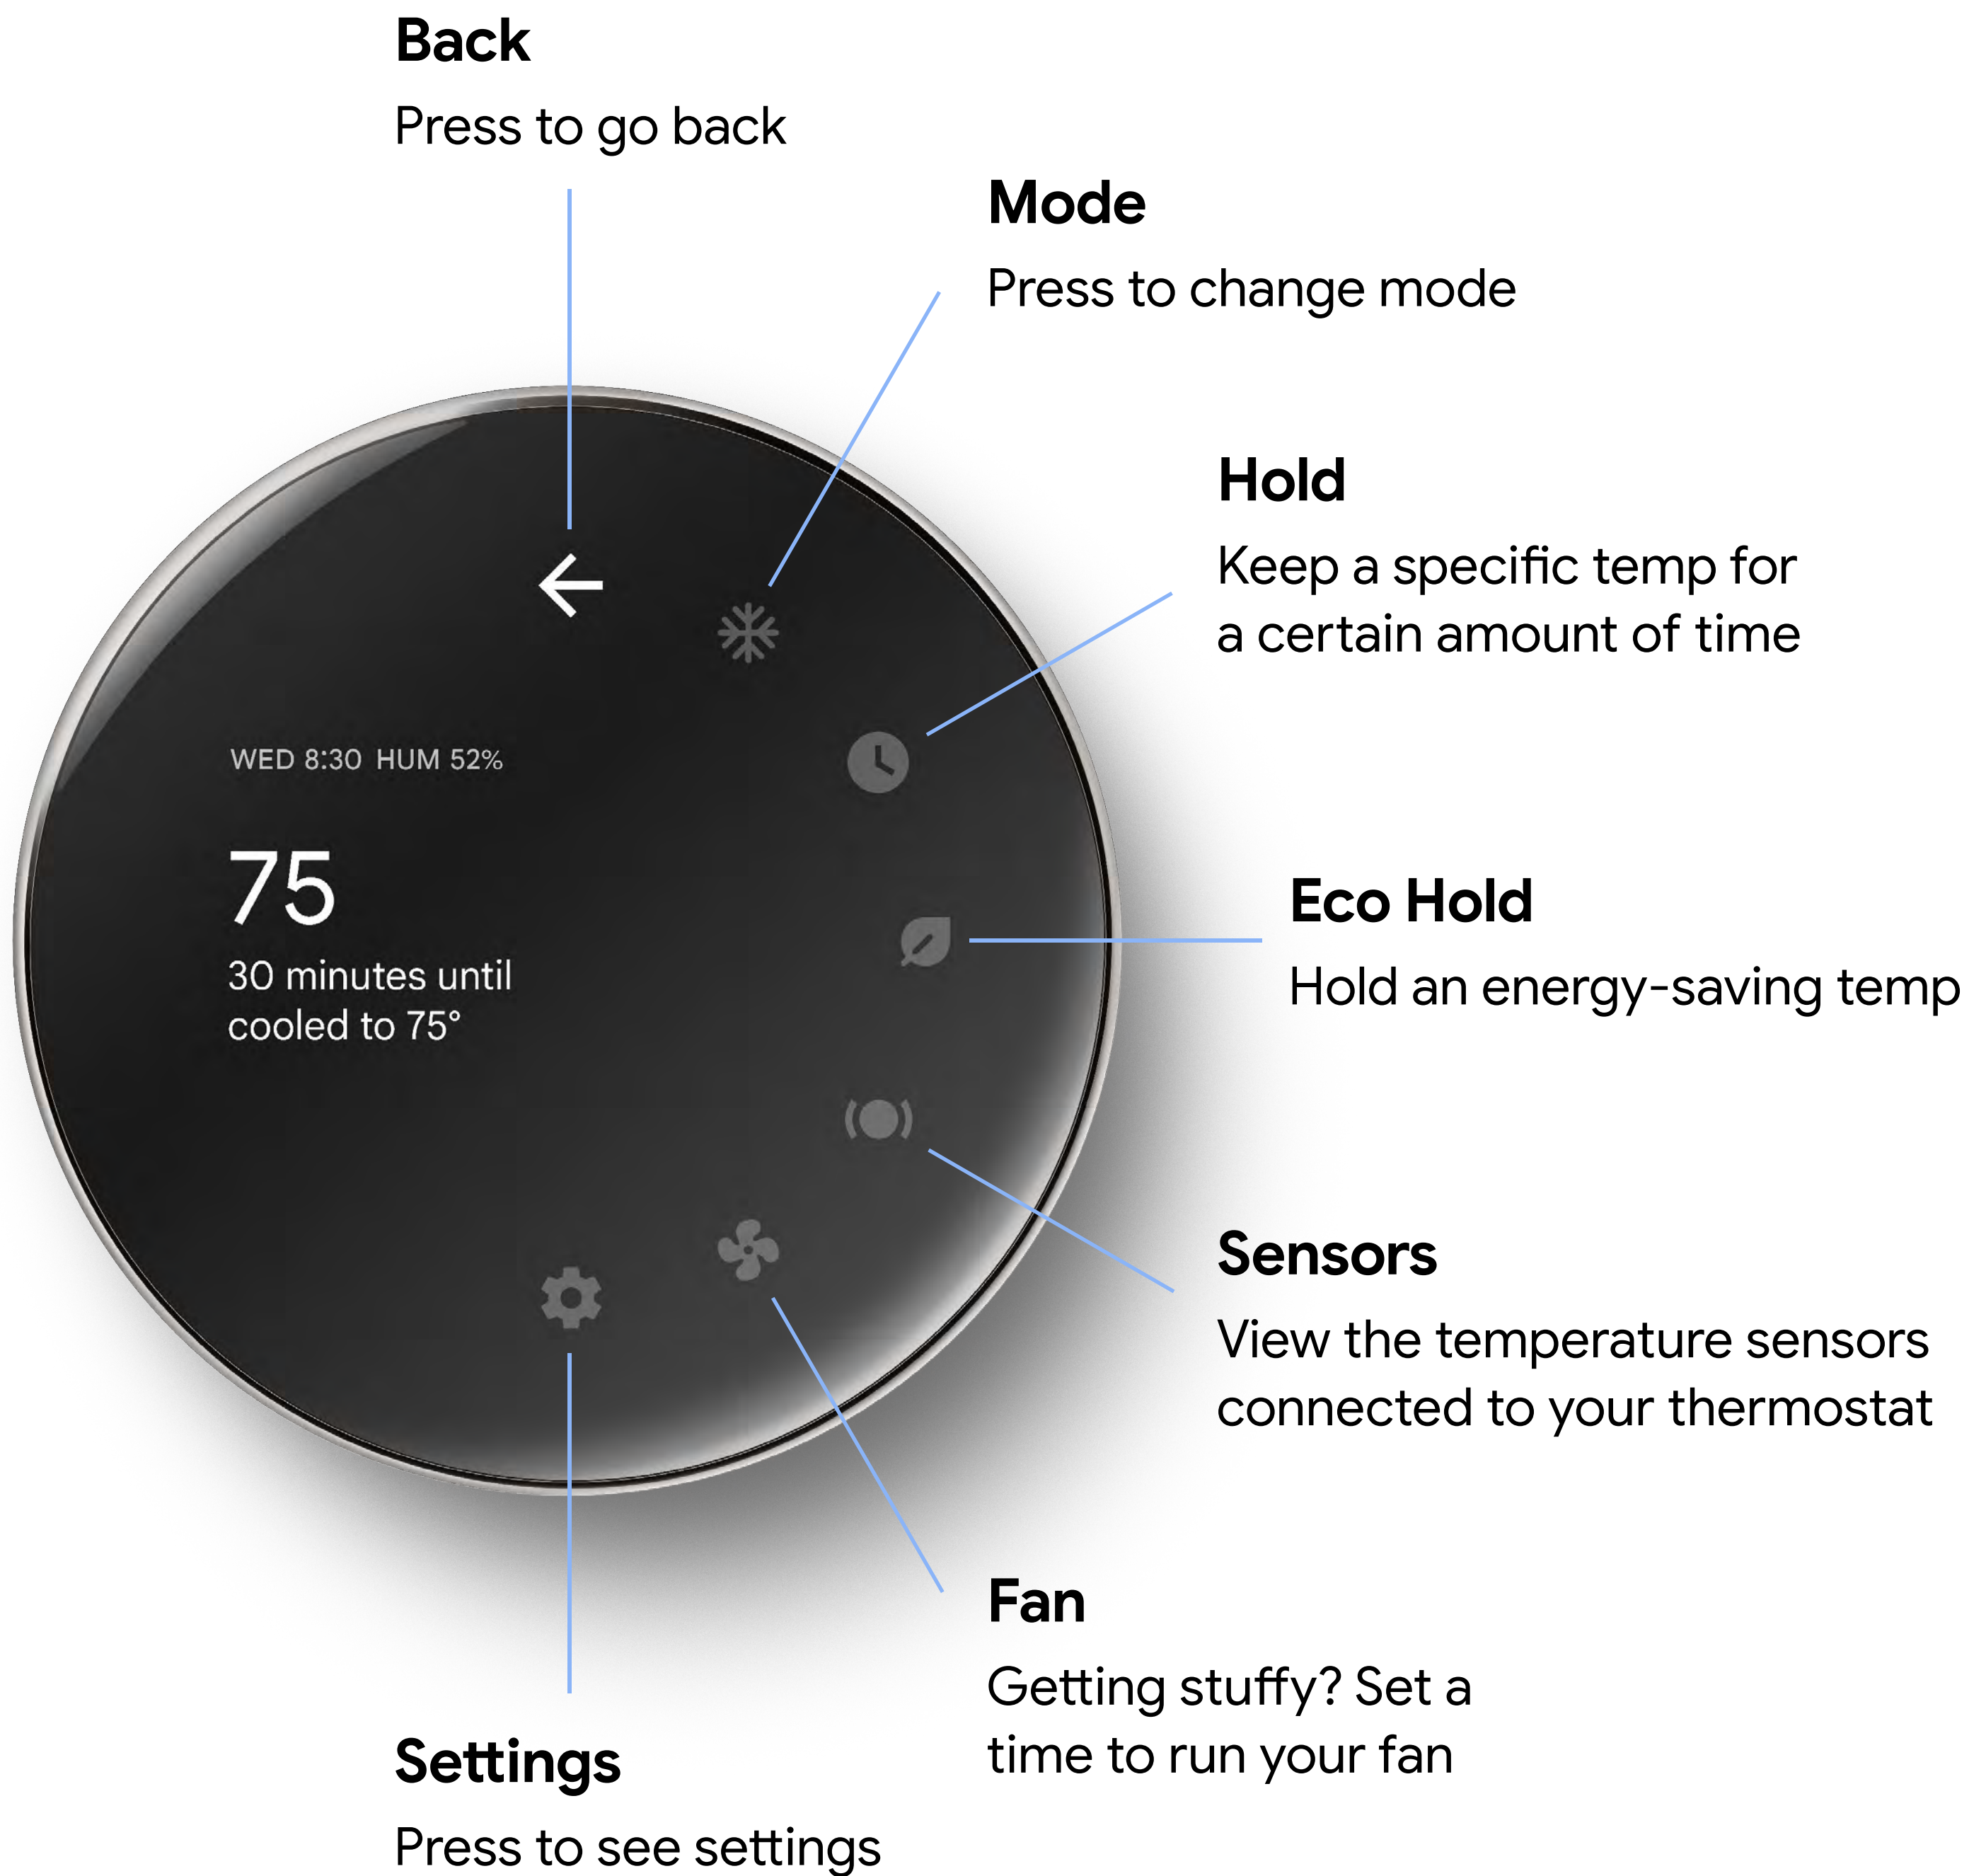 Back
Press to go back
Mode
Press to change mode
Hold
Keep a specific temp for
a certain amount of time
WED 8:30 HUM 52%
75
30 minutes until
cooled to 75°
Eco Hold
Hold an energy-saving temp
Sensors
View the temperature sensors
connected to your thermostat
Fan
Getting stuffy? Set a
time to run your fan
Settings
Press to see settings